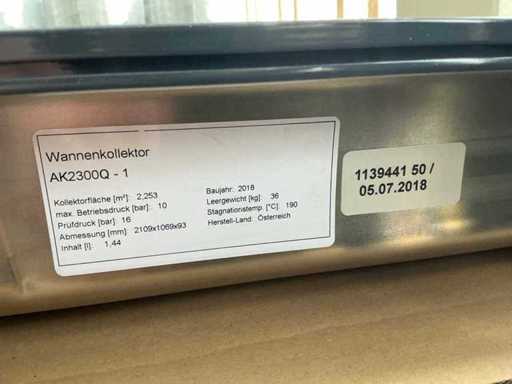 Wannenkollektor
AK2300Q - 1
Kollektorfläche [m²]: 2,253
max. Betriebsdruck [bar]: 10
Prüfdruck [bar]: 16
Abmessung [mm]: 2109x1069x93
Inhalt [l]: 1.44
Baujahr: 2018
Leergewicht [kg]: 36
Stagnationstemp. [°C]: 190
Herstell-Land: Österreich
1139441 50 /
05.07.2018